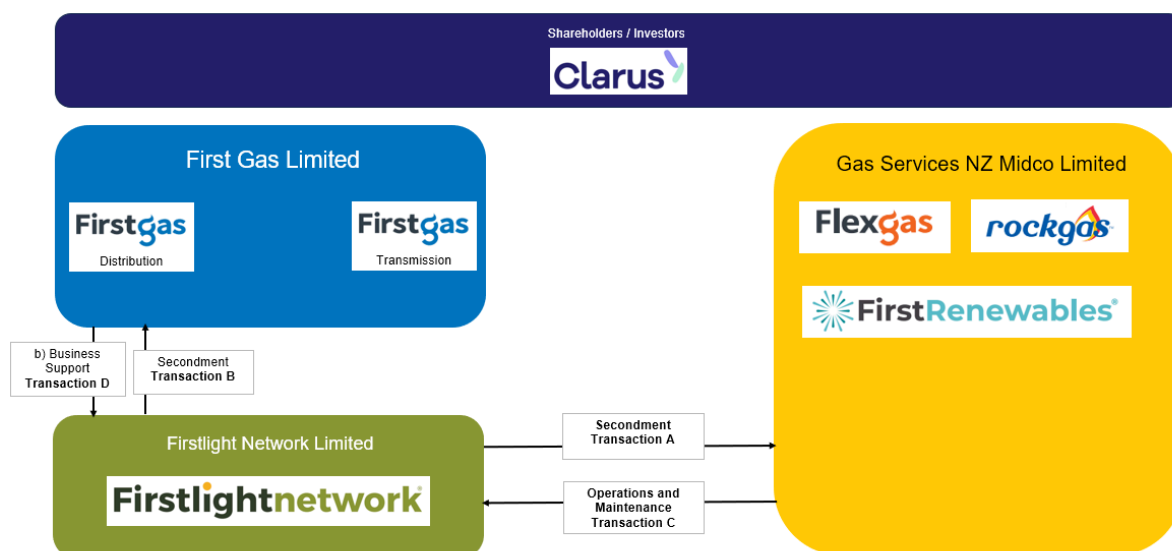 Shareholders / Investors
Clarus
First Gas Limited
Firstgas
Distribution
Firstgas
Transmission
Gas Services NZ Midco Limited
Flexgas
rockgas™
FirstRenewables®
b) Business
Support
Transaction D
Secondment
Transaction B
Firstlight Network Limited
Firstlightnetwork®
Secondment
Transaction A
Operations and
Maintenance
Transaction C